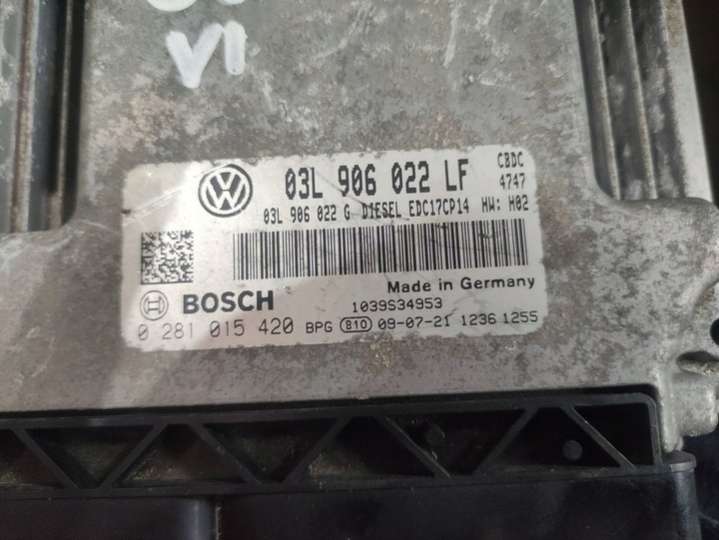 VI
03L 906 022 LF
CBDC
4747
03L 906 022 G DIESEL EDC17CP14 HW: H02
Made in Germany
BOSCH
1039S34953
0 281 015 420 BPG 810 09-07-21 1236 1255